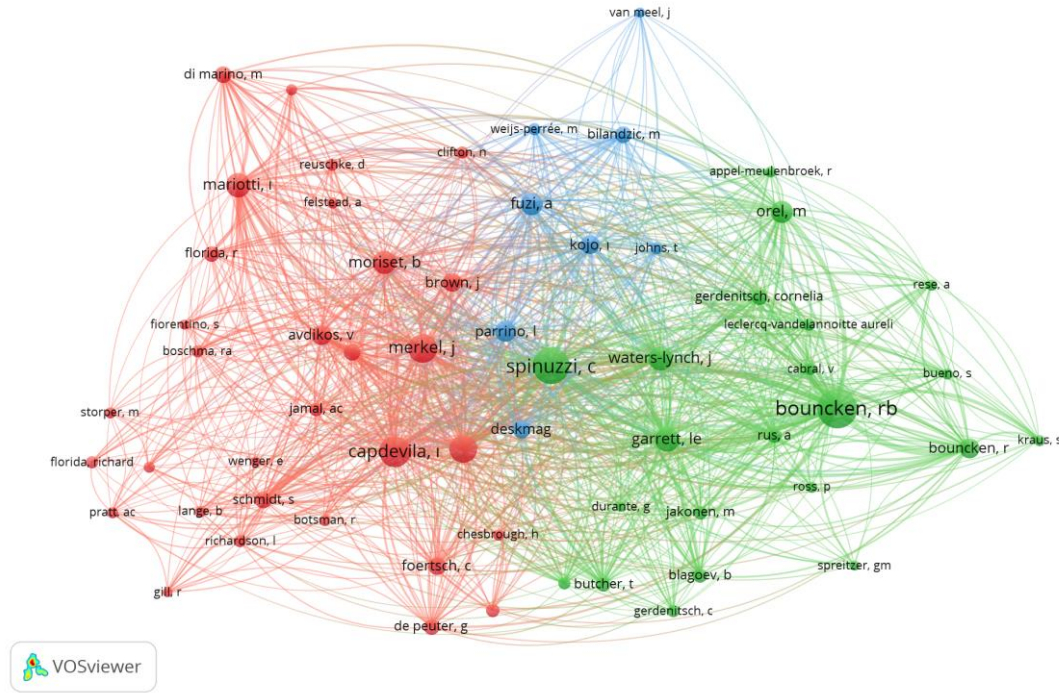 van meel, j
di marino, m
weijs-perrée, m
bilandzic, m
clifton, n
reuschke, d
appel-meulenbroek, r
mariotti, ı
felstead, a
fuzi, a
orel, m
florida, r
kojo, ı
johns, t
moriset, b
brown, j
rese, a
gerdenitsch, cornelia
fiorentino, s
leclercq-vandelannoitte aureli
avdikos, v
parrino, l
merkel, j
boschma, ra
spinuzzi, c
waters-lynch, j
cabral, v
bueno, s
storper, m
jamal, ac
bouncken, rb
deskmag
garrett, le
rus, a
kraus, s
capdevila, ı
bouncken, r
florida, richard
wenger, e
ross, p
schmidt, s
durante, g
jakonen, m
pratt, ac
lange, b
botsman, r
richardson, l
chesbrough, h
foertsch, c
spreitzer, gm
blagoev, b
butcher, t
gill, r
gerdenitsch, c
de peuter, g
VOSviewer